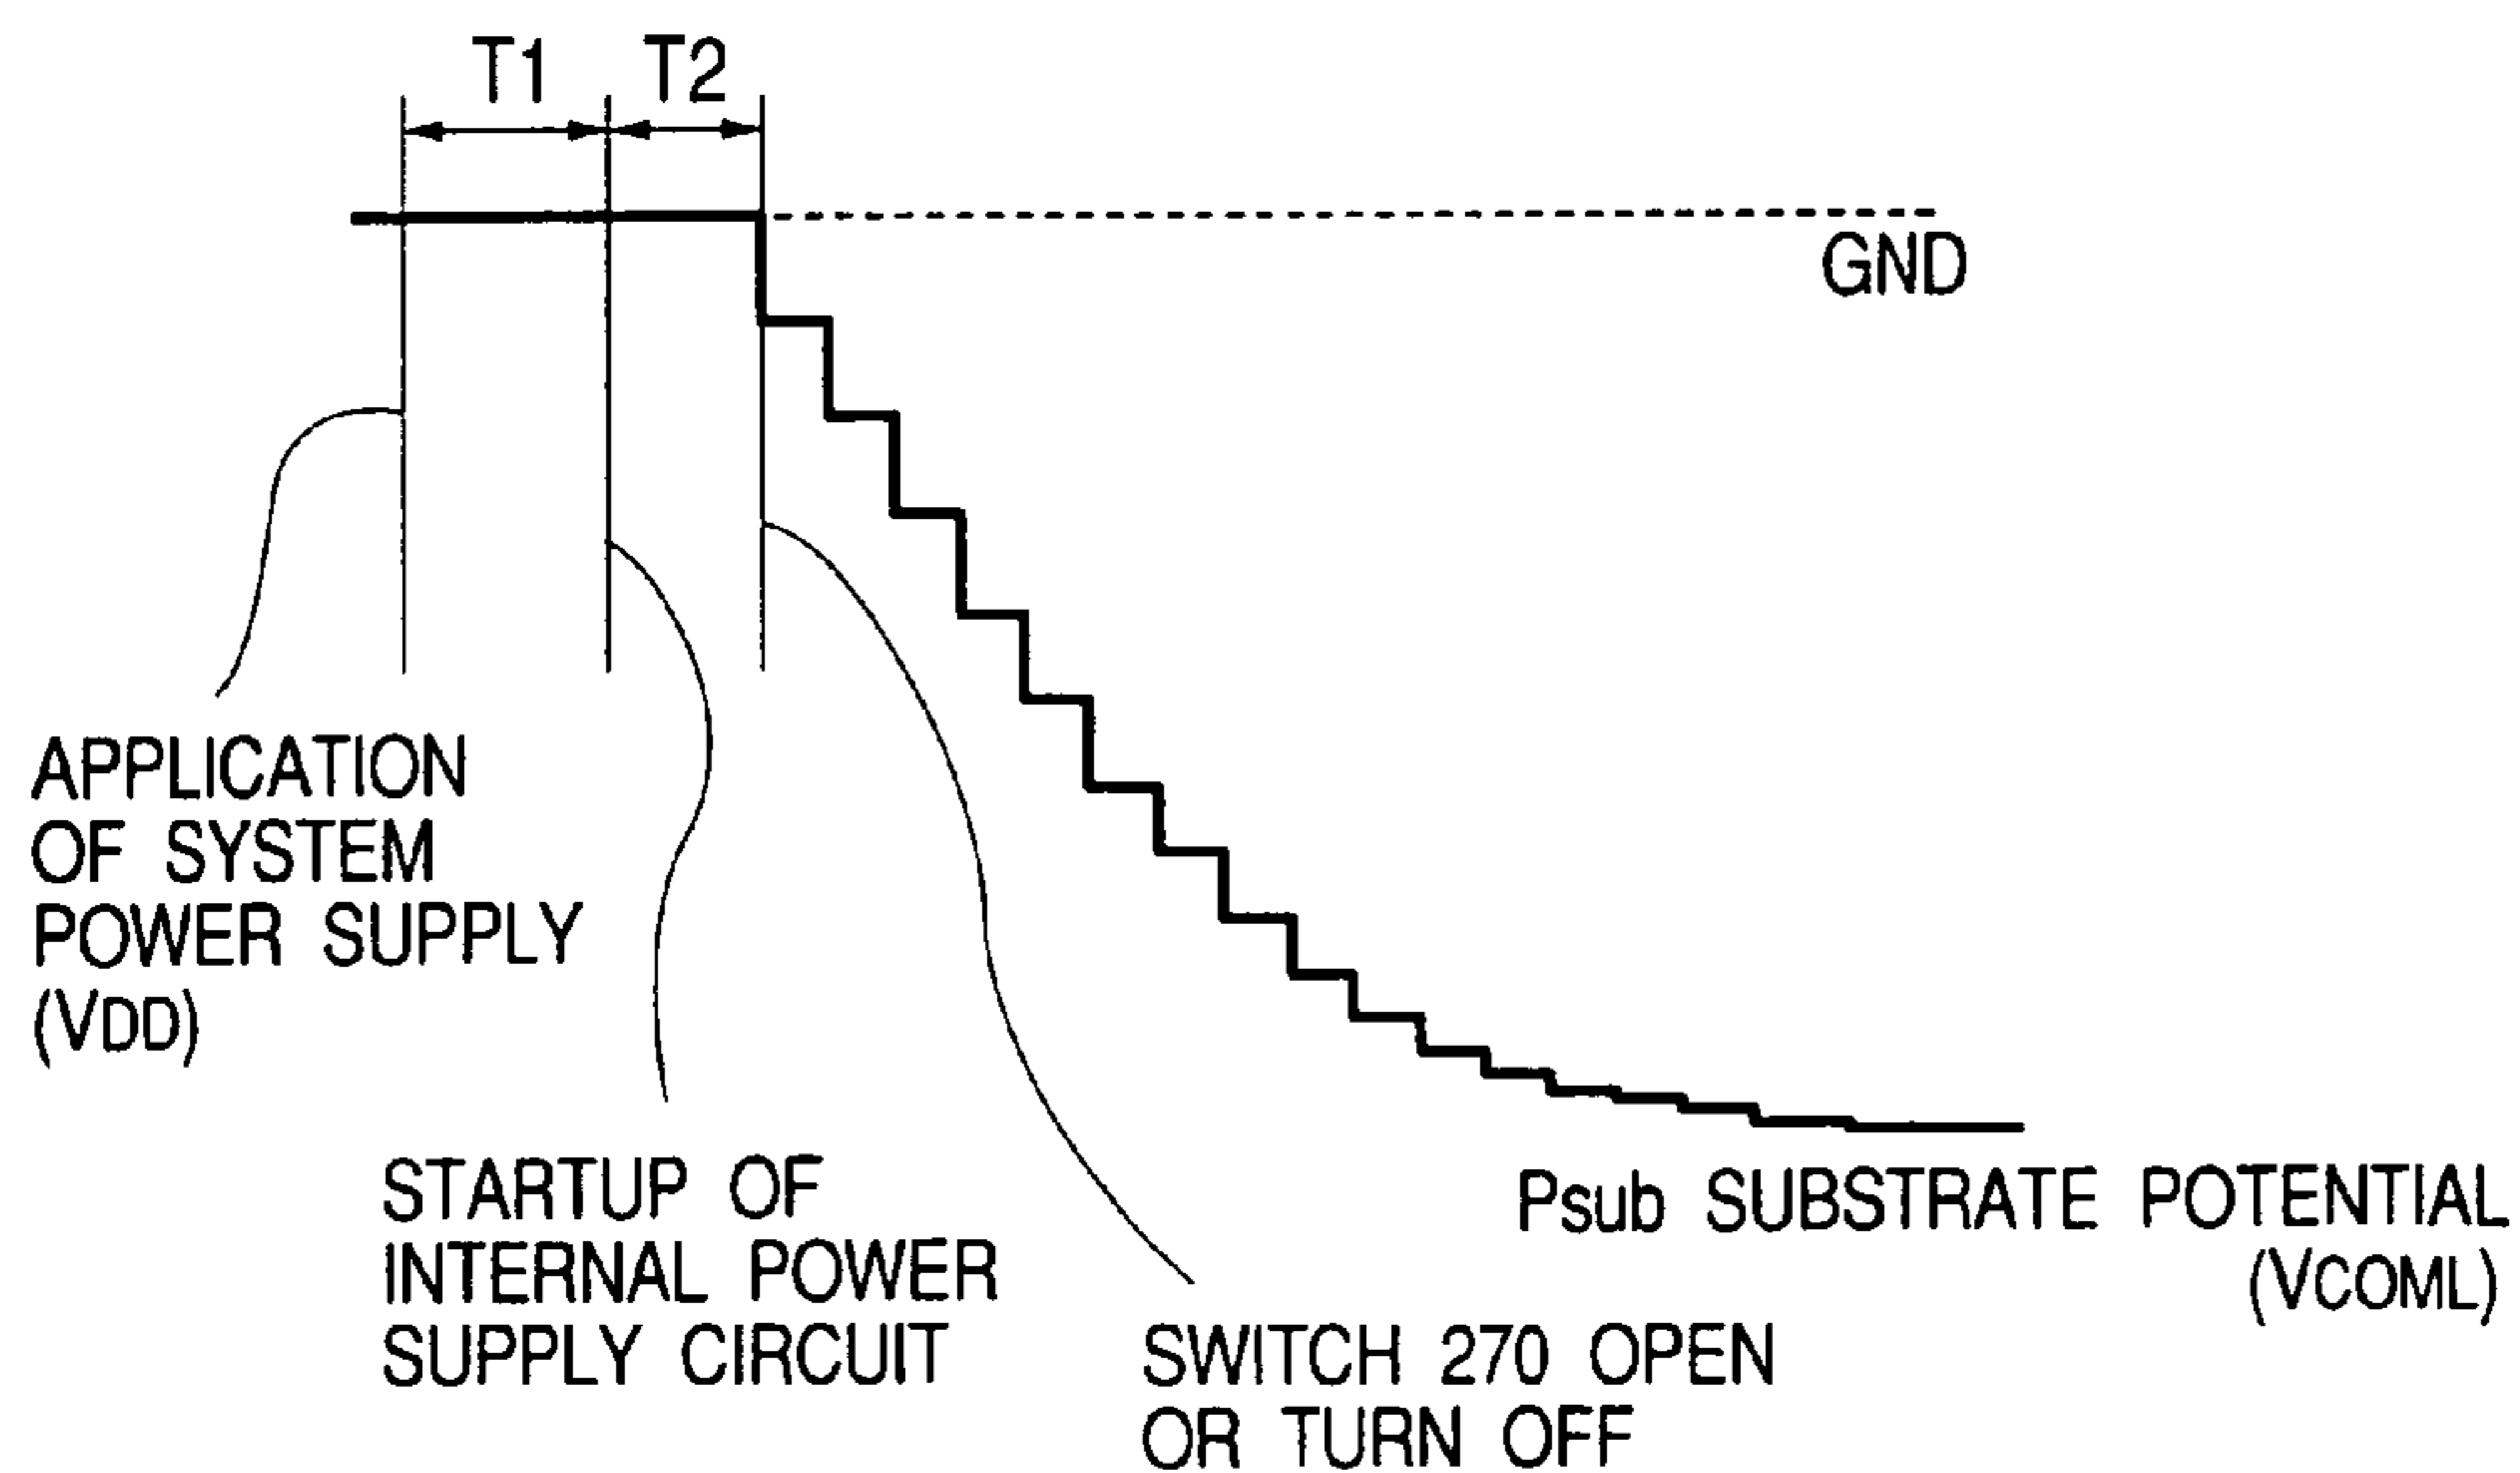 T1 T2
GND
APPLICATION
OF SYSTEM
POWER SUPPLY
(VDD)
STARTUP OF
INTERNAL POWER
SUPPLY CIRCUIT
SWITCH 270 OPEN
OR TURN OFF
Psub SUBSTRATE POTENTIAL
(VCOML)